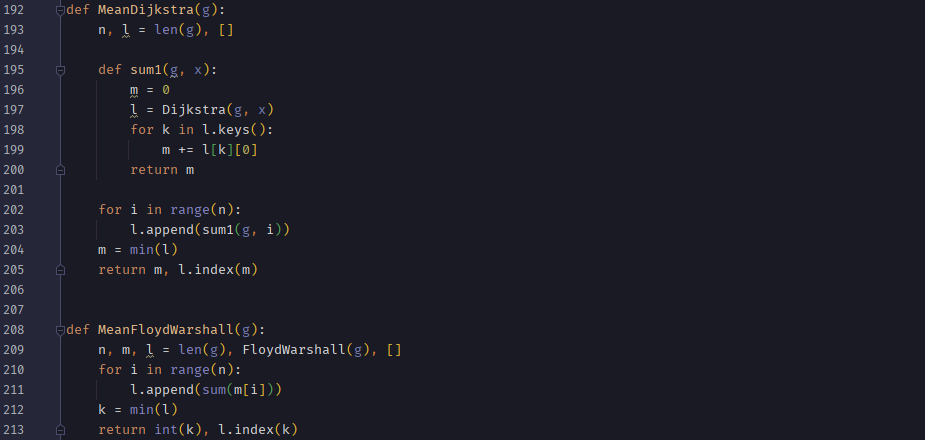 192 def MeanDijkstra(g):
193     n, l = len(g), []
194
195     def sum1(g, x):
196         m = 0
197         l = Dijkstra(g, x)
198         for k in l.keys():
199             m += l[k][0]
200         return m
201
202     for i in range(n):
203         l.append(sum1(g, i))
204     m = min(l)
205     return m, l.index(m)
206
207
208 def MeanFloydWarshall(g):
209     n, m, l = len(g), FloydWarshall(g), []
210     for i in range(n):
211         l.append(sum(m[i]))
212     k = min(l)
213     return int(k), l.index(k)